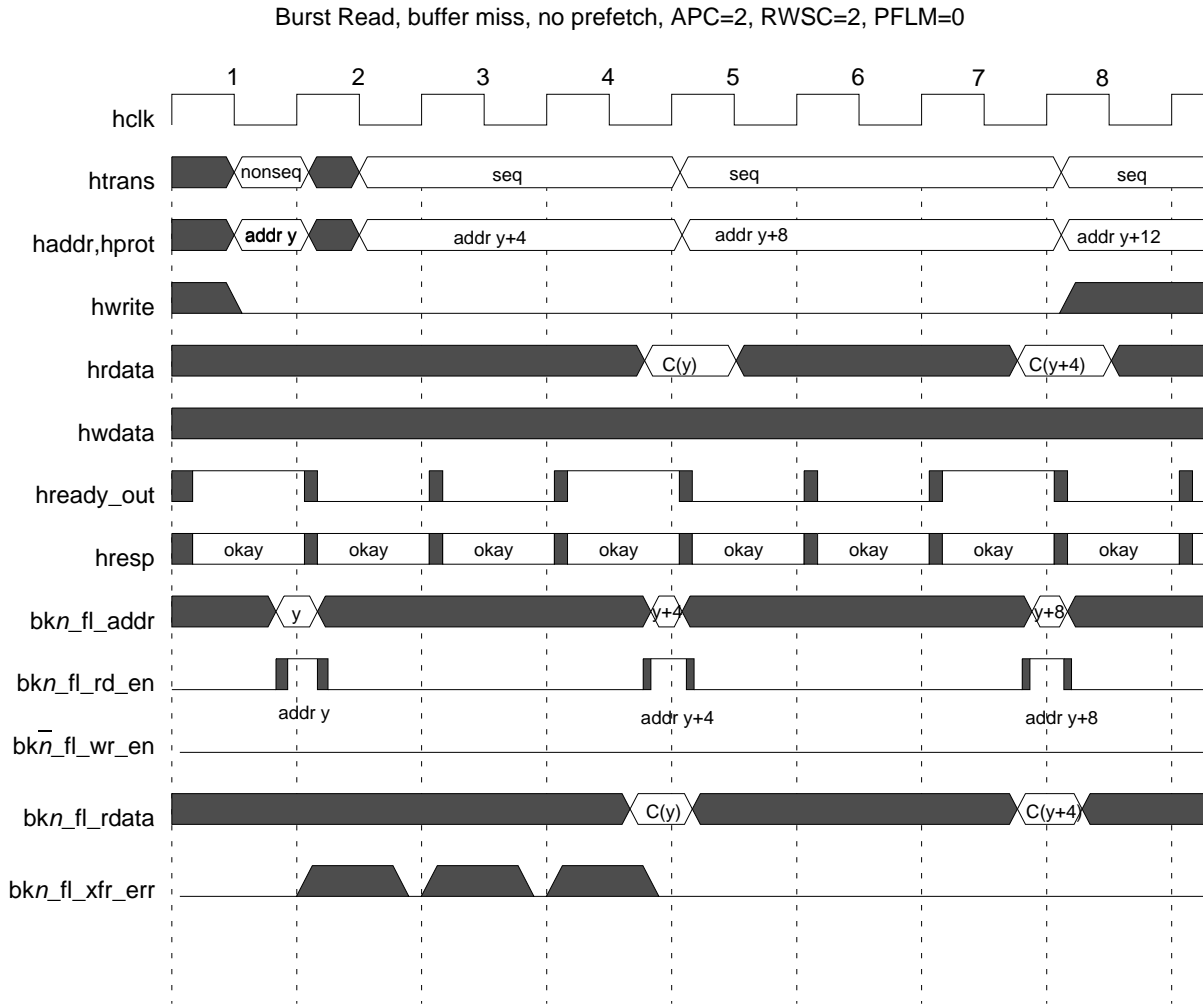 Burst Read, buffer miss, no prefetch, APC=2, RWSC=2, PFLM=0
1 2 3 4 5 6 7 8
hclk
htrans nonseq seq seq seq
haddr,hprot addr y addr y+4 addr y+8 addr y+12
hwrite
hrdata C(y) C(y+4)
hwdata
hready_out
hresp okay okay okay okay okay okay okay okay
bkn_fl_addr y y+4 y+8
bkn_fl_rd_en
addr y addr y+4 addr y+8
bkn̅_fl_wr_en
bkn_fl_rdata C(y) C(y+4)
bkn_fl_xfr_err